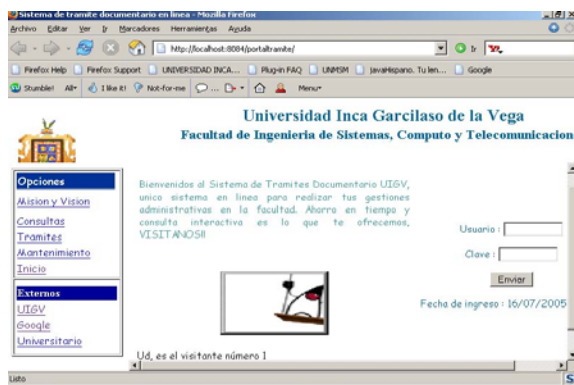 Sistema de tramite documentario en linea - Mozilla Firefox
Archivo Editar Ver Ir Marcadores Herramientas Ayuda
http://localhost:8084/portaltramite/
Ir
Firefox Help Firefox Support UNIVERSIDAD INCA... Plug-in FAQ UNMSM JavaHispano. Tu len... Google
Stumble! All▾ I like it! Not-for-me Menu▾
Universidad Inca Garcilaso de la Vega
Facultad de Ingenieria de Sistemas, Computo y Telecomunicacion
Opciones
Mision y Vision
Consultas
Tramites
Mantenimiento
Inicio
Externos
UIGV
Google
Universitario
Bienvenidos al Sistema de Tramites Documentario UIGV,
unico sistema en linea para realizar tus gestiones
administrativas en la facultad. Ahorro en tiempo y
consulta interactiva es lo que te ofrecemos,
VISITANOS!!
Ud, es el visitante número 1
Usuario :
Clave :
Enviar
Fecha de ingreso : 16/07/2005
Listo